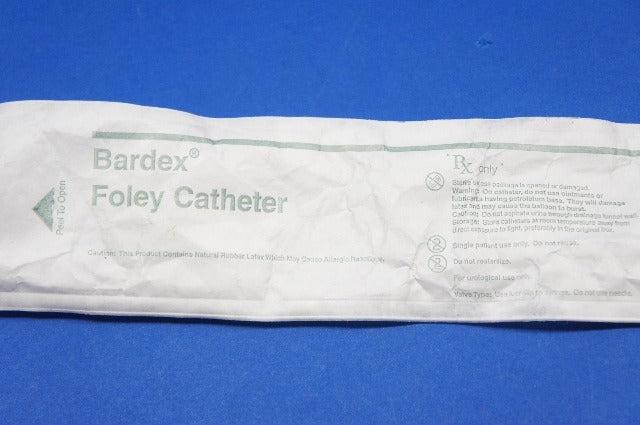 Peel To Open
Bardex®
Foley Catheter
Caution: This Product Contains Natural Rubber Latex Which May Cause Allergic Reactions.
"Rx only"
Sterile unless package is opened or damaged.
Warning: On catheter, do not use ointments or
lubricants having petrolatum base. They will damage
latex and may cause the balloon to burst.
Caution: Do not aspirate urine through drainage funnel wall.
Storage: Store catheters at room temperature away from
direct exposure to light, preferably in the original box.
Single patient use only. Do not reuse.
Do not resterilize.
For urological use only.
Valve Type: Use luer slip to syringe. Do not use needle.